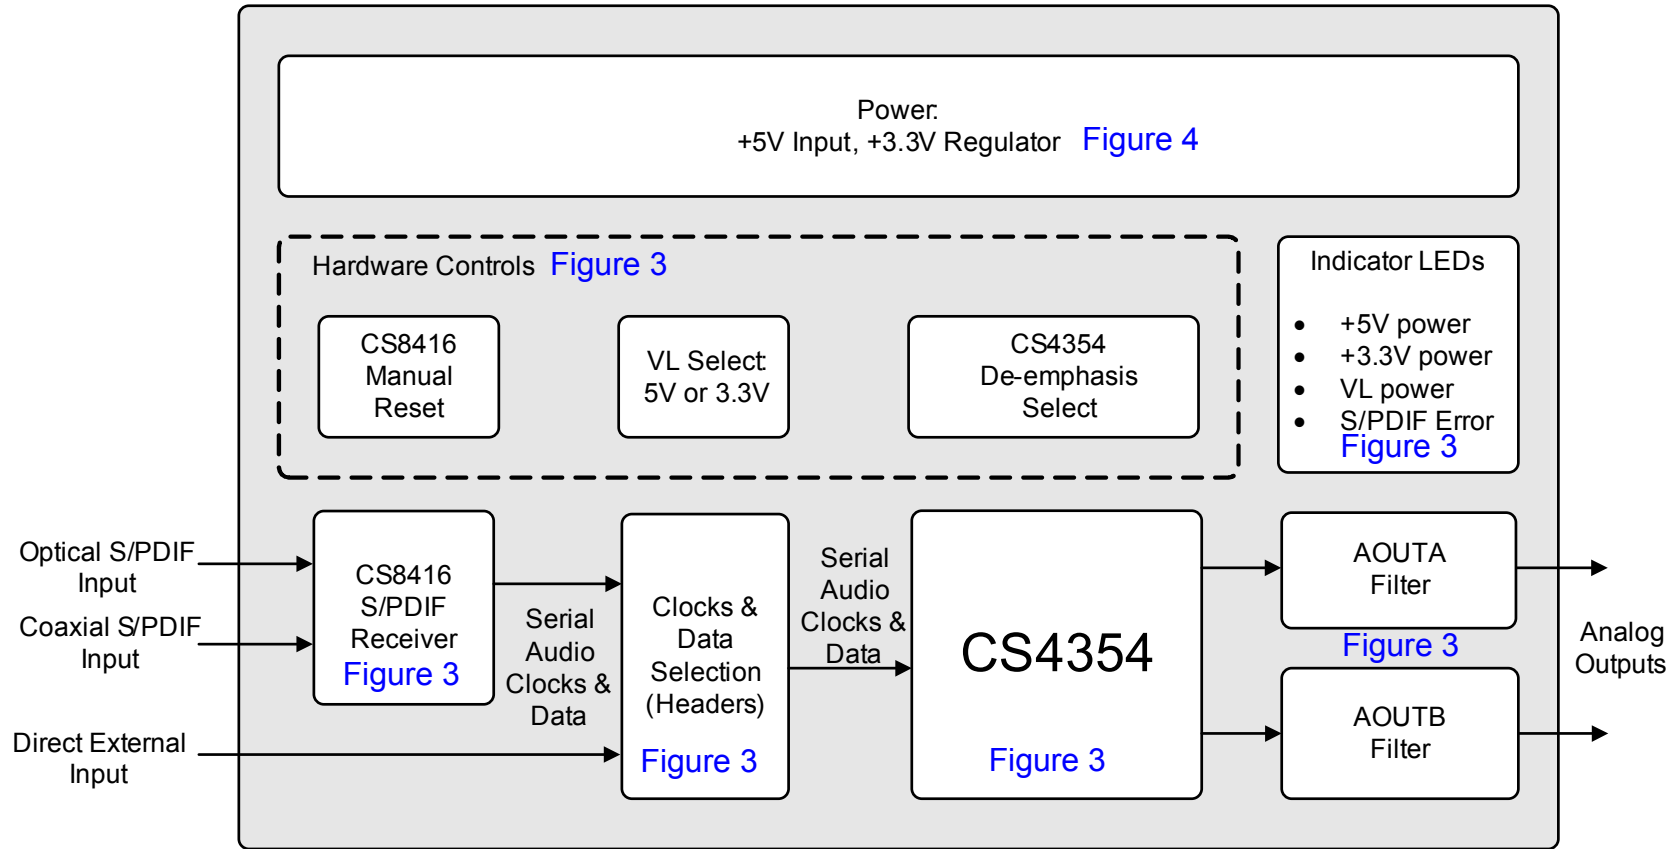 Power:
+5V Input, +3.3V Regulator Figure 4
Hardware Controls Figure 3
CS8416
Manual
Reset
VL Select:
5V or 3.3V
CS4354
De-emphasis
Select
Indicator LEDs
• +5V power
• +3.3V power
• VL power
• S/PDIF Error
Figure 3
Optical S/PDIF
Input
Coaxial S/PDIF
Input
Direct External
Input
CS8416
S/PDIF
Receiver
Figure 3
Serial
Audio
Clocks &
Data
Clocks &
Data
Selection
(Headers)
Figure 3
Serial
Audio
Clocks &
Data
CS4354
Figure 3
AOUTA
Filter
Figure 3
AOUTB
Filter
Analog
Outputs